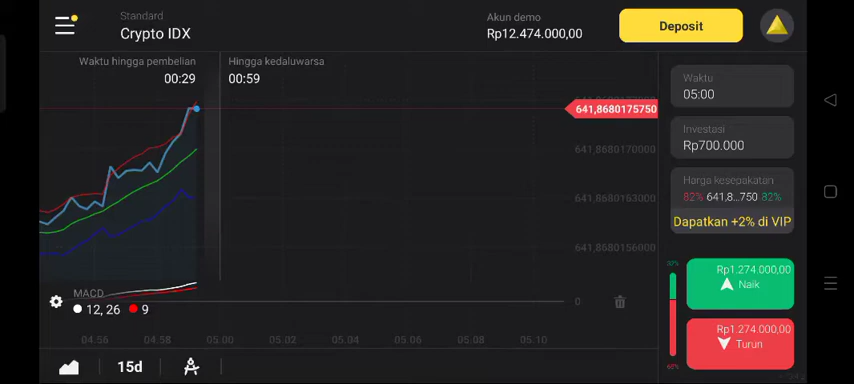 Standard
Crypto IDX
Akun demo
Rp12.474.000,00
Deposit
Waktu hingga pembelian
00:29
Hingga kedaluwarsa
00:59
641,8680175750
641,8680170000
641,8680163000
641,8680156000
Waktu
05:00
Investasi
Rp700.000
Harga kesepakatan
82% 641,8...750 82%
Dapatkan +2% di VIP
Rp1.274.000,00
Naik
Rp1.274.000,00
Turun
MACD
12, 26
9
0
04.56
04.58
05.00
05.02
05.04
05.06
05.08
05.10
15d